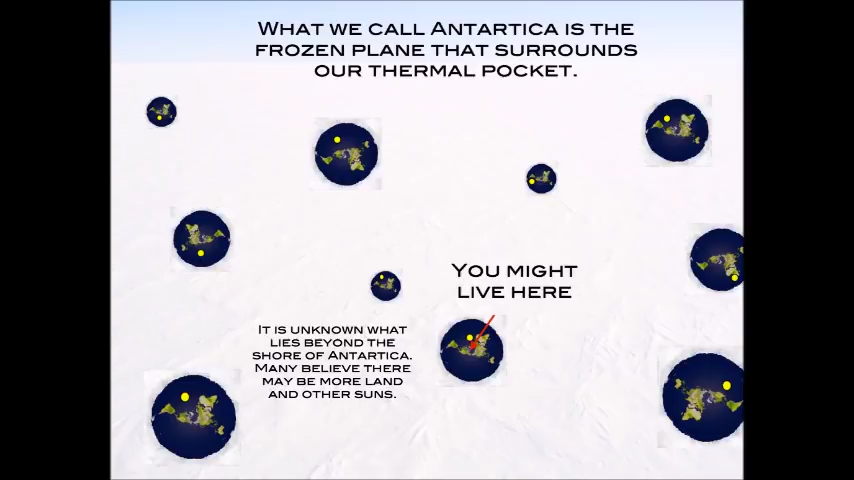 What we call Antartica is the
frozen plane that surrounds
our thermal pocket.
You might
live here
It is unknown what
lies beyond the
shore of Antartica.
Many believe there
may be more land
and other suns.